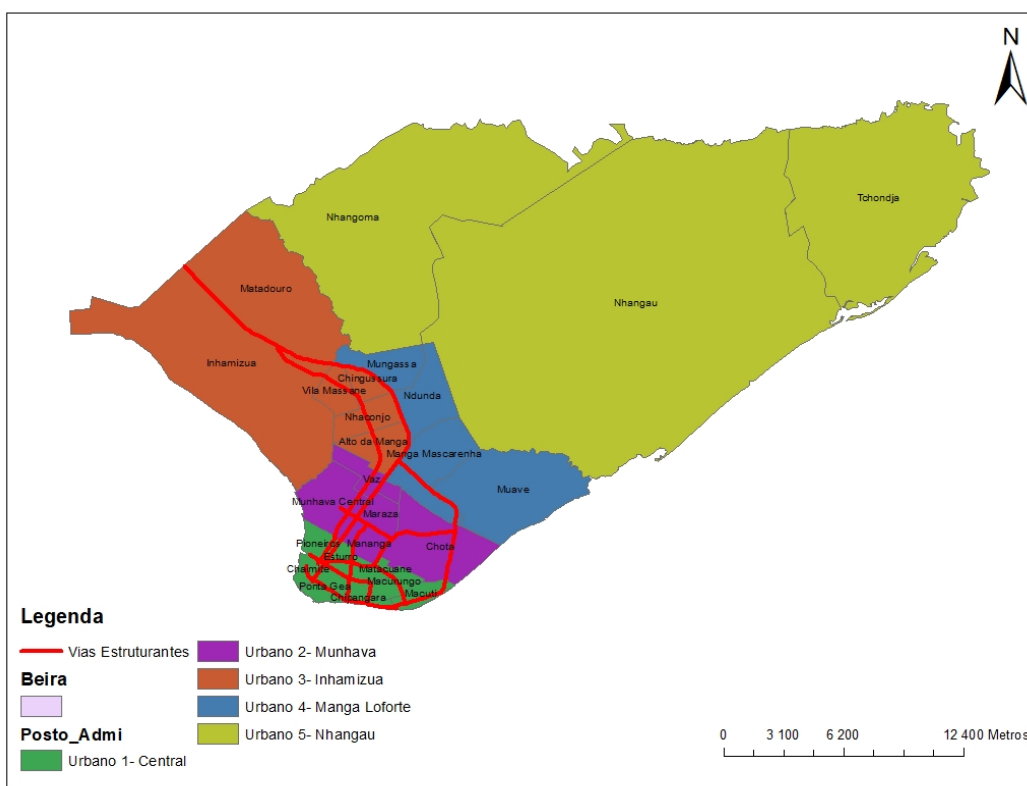 N
Tchondja
Nhangoma
Matadouro
Nhangau
Inhamizua
Mungassa
Chingussura
Vila Massane
Ndunda
Nhaconjo
Alto da Manga
Manga Mascarenha
Vaz
Muave
Munhava Central
Maraza
Pioneiros
Mananga
Chota
Esturro
Chalmite
Matacuane
Ponta Gea
Macurungo
Macuti
Chipangara
Legenda
Vias Estruturantes
Beira
Posto_Admi
Urbano 1- Central
Urbano 2- Munhava
Urbano 3- Inhamizua
Urbano 4- Manga Loforte
Urbano 5- Nhangau
0 3 100 6 200 12 400 Metros